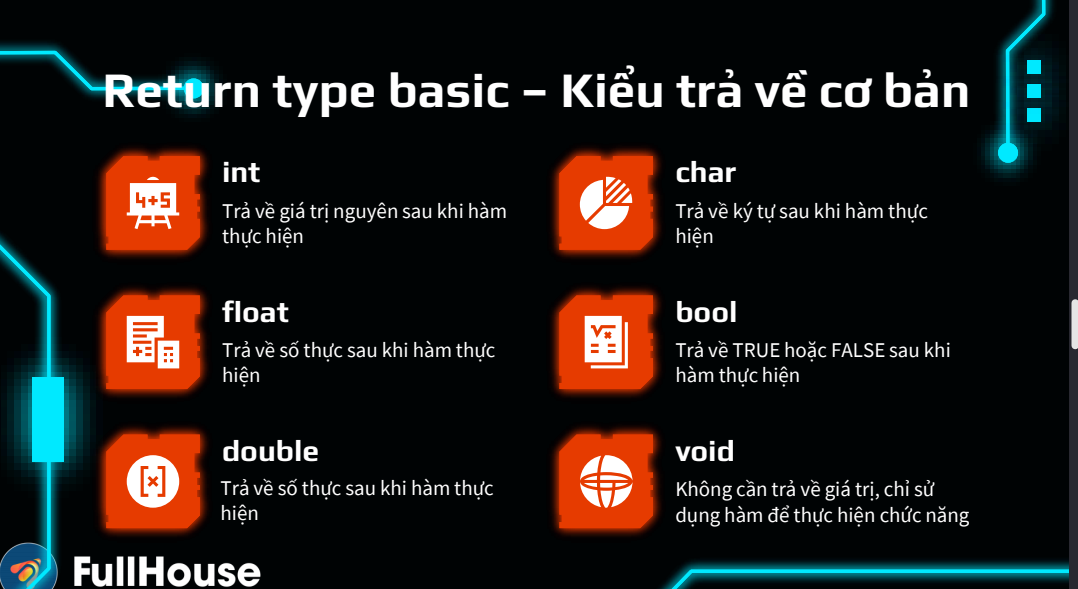 Return type basic – Kiểu trả về cơ bản
int
Trả về giá trị nguyên sau khi hàm
thực hiện
char
Trả về ký tự sau khi hàm thực
hiện
float
Trả về số thực sau khi hàm thực
hiện
bool
Trả về TRUE hoặc FALSE sau khi
hàm thực hiện
double
Trả về số thực sau khi hàm thực
hiện
void
Không cần trả về giá trị, chỉ sử
dụng hàm để thực hiện chức năng
4+5
FullHouse